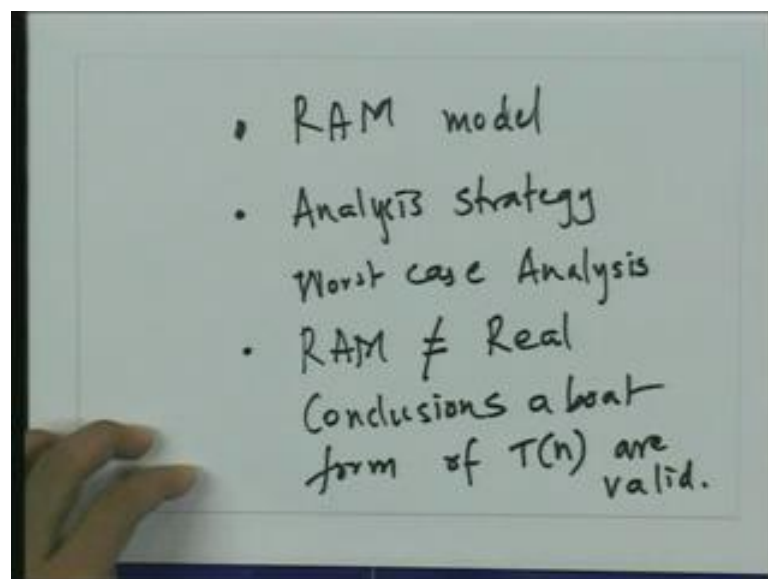 • RAM model
• Analysis strategy
Worst case Analysis
• RAM ≠ Real
Conclusions about
form of T(n) are
valid.